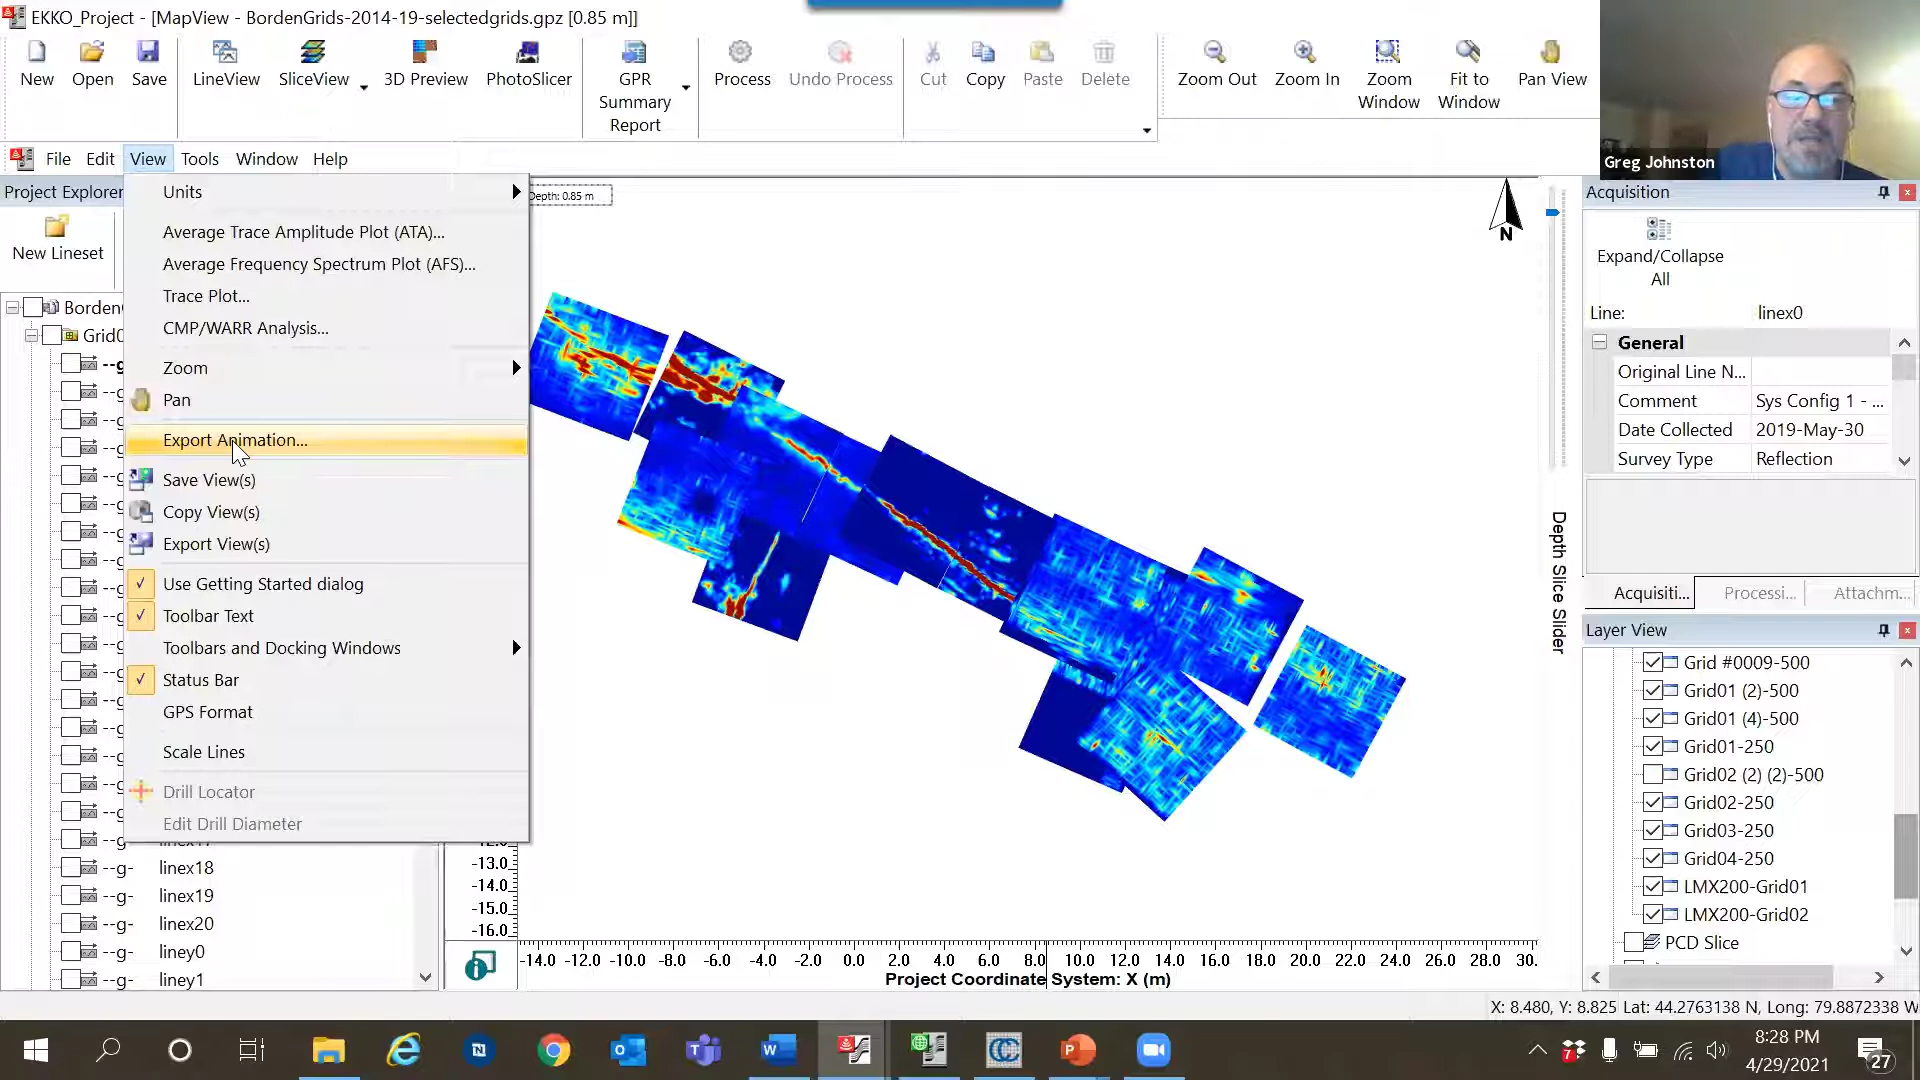 EKKO_Project - [MapView - BordenGrids-2014-19-selectedgrids.gpz [0.85 m]]
New
Open
Save
LineView
SliceView
3D Preview
PhotoSlicer
GPR
Summary
Report
Process
Undo Process
Cut
Copy
Paste
Delete
Zoom Out
Zoom In
Zoom
Window
Fit to
Window
Pan View
Greg Johnston
File
Edit
View
Tools
Window
Help
Project Explorer
New Lineset
Units
Average Trace Amplitude Plot (ATA)...
Average Frequency Spectrum Plot (AFS)...
Trace Plot...
CMP/WARR Analysis...
Zoom
Pan
Export Animation...
Save View(s)
Copy View(s)
Export View(s)
Use Getting Started dialog
Toolbar Text
Toolbars and Docking Windows
Status Bar
GPS Format
Scale Lines
Drill Locator
Edit Drill Diameter
--g- linex18
--g- linex19
--g- linex20
--g- liney0
--g- liney1
Depth: 0.85 m
N
Depth Slice Slider
-13.0
-14.0
-15.0
-16.0
-14.0 -12.0 -10.0 -8.0 -6.0 -4.0 -2.0 0.0 2.0 4.0 6.0 8.0 10.0 12.0 14.0 16.0 18.0 20.0 22.0 24.0 26.0 28.0 30.
Project Coordinate System: X (m)
Acquisition
Expand/Collapse
All
Line: linex0
General
Original Line N...
Comment Sys Config 1 - ...
Date Collected 2019-May-30
Survey Type Reflection
Acquisiti...
Processi...
Attachm...
Layer View
Grid #0009-500
Grid01 (2)-500
Grid01 (4)-500
Grid01-250
Grid02 (2) (2)-500
Grid02-250
Grid03-250
Grid04-250
LMX200-Grid01
LMX200-Grid02
PCD Slice
X: 8.480, Y: 8.825 Lat: 44.2763138 N, Long: 79.8872338 W
8:28 PM
4/29/2021
27